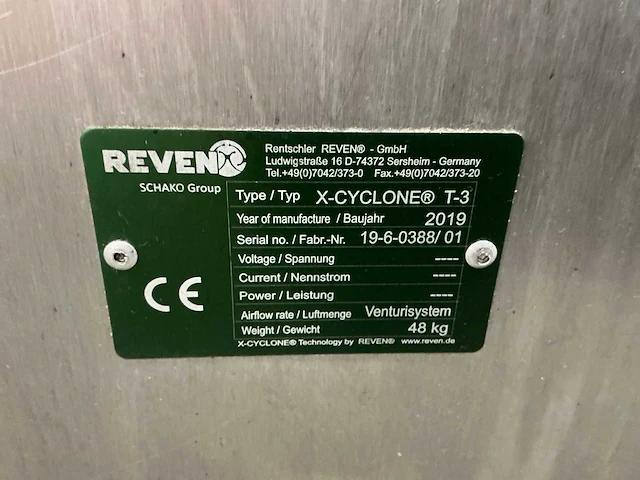 REVEN
SCHAKO Group
Rentschler REVEN® - GmbH
Ludwigstraße 16 D-74372 Sersheim - Germany
Tel.+49(0)7042/373-0 Fax.+49(0)7042/373-20
Type / Typ X-CYCLONE® T-3
Year of manufacture / Baujahr 2019
Serial no. / Fabr.-Nr. 19-6-0388/ 01
Voltage / Spannung ----
Current / Nennstrom ----
Power / Leistung ----
Airflow rate / Luftmenge Venturisystem
Weight / Gewicht 48 kg
X-CYCLONE® Technology by REVEN® www.reven.de
CE